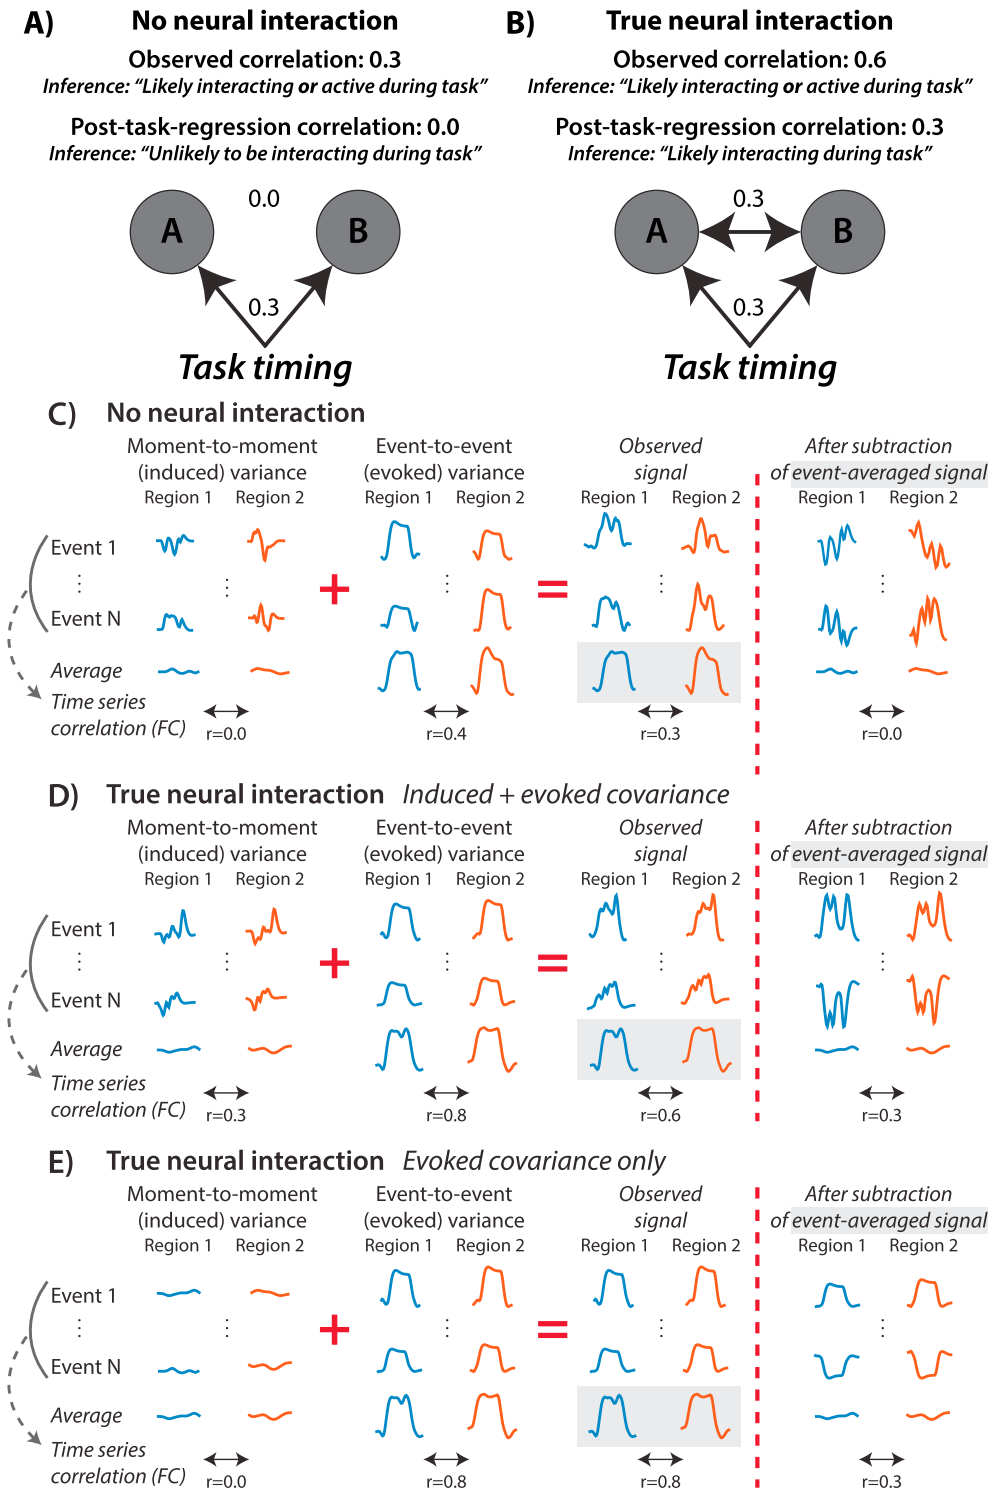 A) No neural interaction
Observed correlation: 0.3
Inference: “Likely interacting or active during task”
Post-task-regression correlation: 0.0
Inference: “Unlikely to be interacting during task”
0.0
A B
0.3
Task timing
B) True neural interaction
Observed correlation: 0.6
Inference: “Likely interacting or active during task”
Post-task-regression correlation: 0.3
Inference: “Likely interacting during task”
0.3
A B
0.3
Task timing
C) No neural interaction
Moment-to-moment
(induced) variance
Region 1 Region 2
Event-to-event
(evoked) variance
Region 1 Region 2
Observed
signal
Region 1 Region 2
After subtraction
of event-averaged signal
Region 1 Region 2
Event 1
⋮ ⋮ + ⋮ = ⋮ ⋮
Event N
Average
Time series
correlation (FC)
r=0.0 r=0.4 r=0.3 r=0.0
D) True neural interaction Induced + evoked covariance
Moment-to-moment
(induced) variance
Region 1 Region 2
Event-to-event
(evoked) variance
Region 1 Region 2
Observed
signal
Region 1 Region 2
After subtraction
of event-averaged signal
Region 1 Region 2
Event 1
⋮ ⋮ + ⋮ = ⋮ ⋮
Event N
Average
Time series
correlation (FC)
r=0.3 r=0.8 r=0.6 r=0.3
E) True neural interaction Evoked covariance only
Moment-to-moment
(induced) variance
Region 1 Region 2
Event-to-event
(evoked) variance
Region 1 Region 2
Observed
signal
Region 1 Region 2
After subtraction
of event-averaged signal
Region 1 Region 2
Event 1
⋮ ⋮ + ⋮ = ⋮ ⋮
Event N
Average
Time series
correlation (FC)
r=0.0 r=0.8 r=0.8 r=0.3